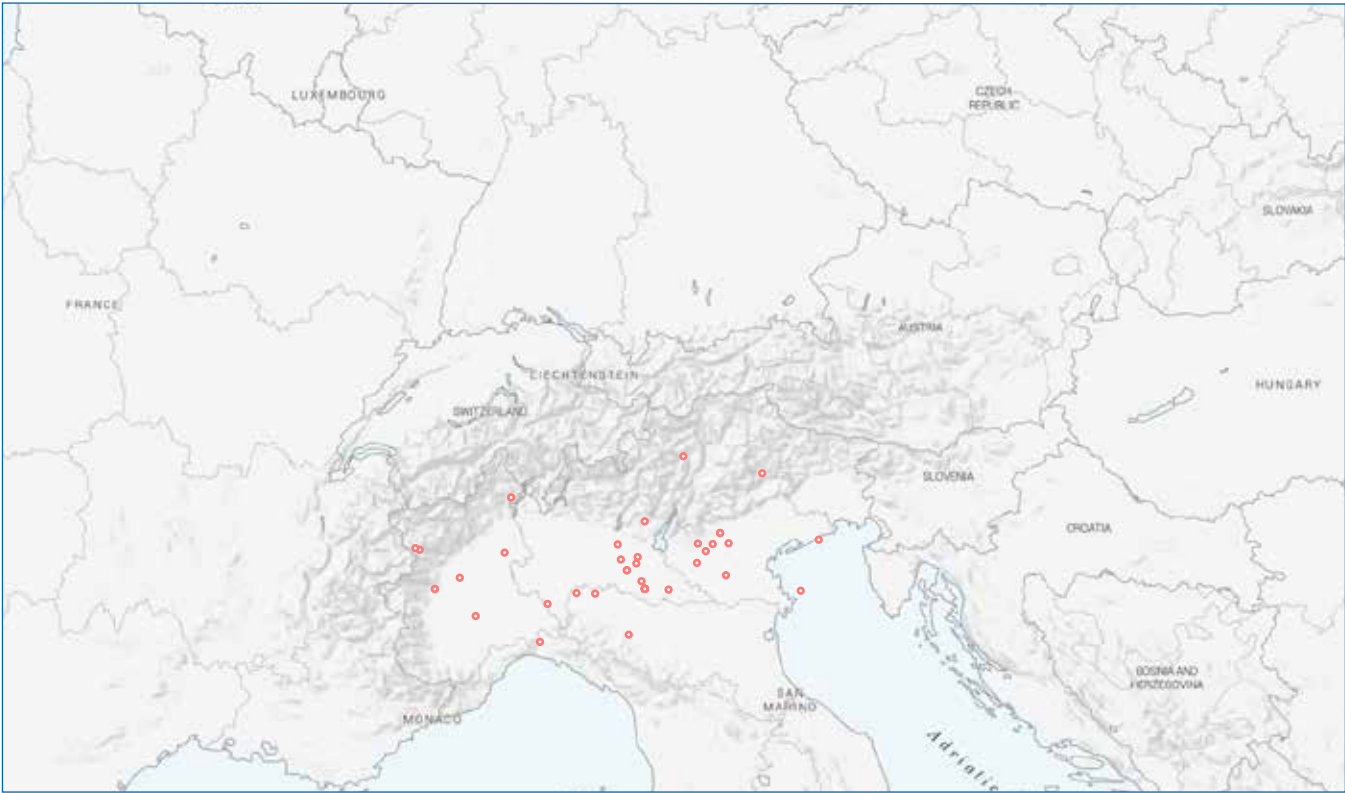 LUXEMBOURG
CZECH
REPUBLIC
SLOVAKIA
FRANCE
AUSTRIA
LIECHTENSTEIN
HUNGARY
SWITZERLAND
SLOVENIA
CROATIA
BOSNIA AND
HERZEGOVINA
SAN
MARINO
MONACO
Adriatic